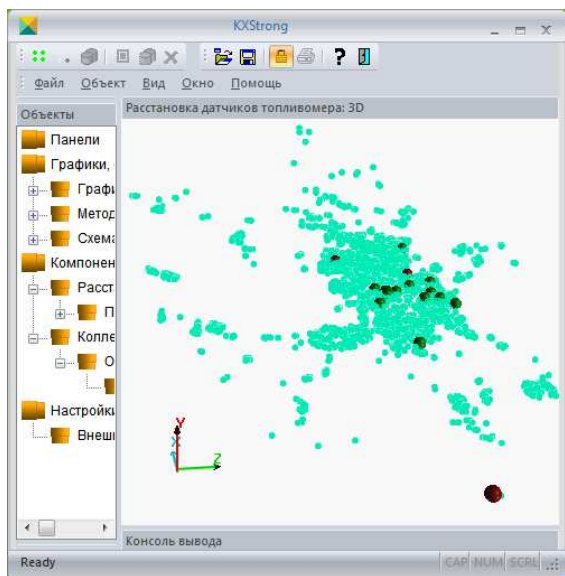 KXStrong
Файл Объект Вид Окно Помощь
Объекты
Расстановка датчиков топливомера: 3D
Панели
Графики,
Графи
Метод
Схема
Компонен
Расст
П
Колле
О
Настройки
Внеш
Y
X
Z
Консоль вывода
Ready
CAP NUM SCRL